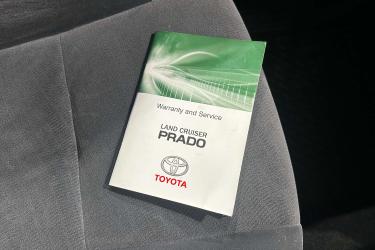 Warranty and Service
LAND CRUISER
PRADO
TOYOTA